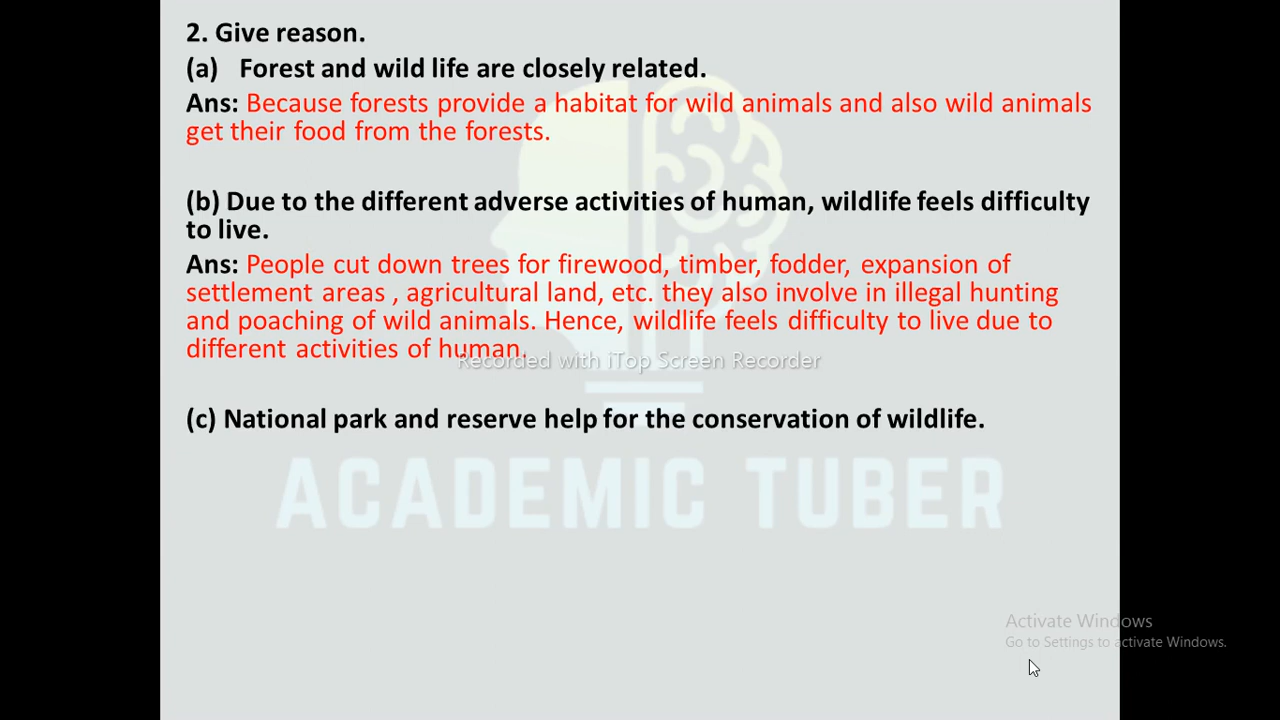 2. Give reason.
(a) Forest and wild life are closely related.
Ans: Because forests provide a habitat for wild animals and also wild animals
get their food from the forests.
(b) Due to the different adverse activities of human, wildlife feels difficulty
to live.
Ans: People cut down trees for firewood, timber, fodder, expansion of
settlement areas , agricultural land, etc. they also involve in illegal hunting
and poaching of wild animals. Hence, wildlife feels difficulty to live due to
different activities of human.
Recorded with iTop Screen Recorder
(c) National park and reserve help for the conservation of wildlife.
ACADEMIC TUBER
Activate Windows
Go to Settings to activate Windows.